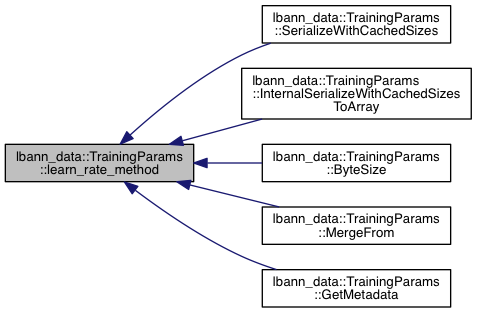 lbann_data::TrainingParams
::SerializeWithCachedSizes
lbann_data::TrainingParams
::InternalSerializeWithCachedSizes
ToArray
lbann_data::TrainingParams
::learn_rate_method
lbann_data::TrainingParams
::ByteSize
lbann_data::TrainingParams
::MergeFrom
lbann_data::TrainingParams
::GetMetadata